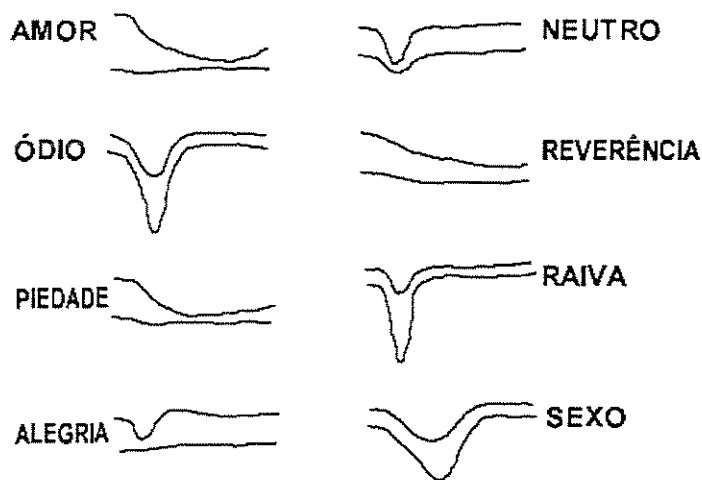 AMOR
NEUTRO
ÓDIO
REVERÊNCIA
PIEDADE
RAIVA
ALEGRIA
SEXO